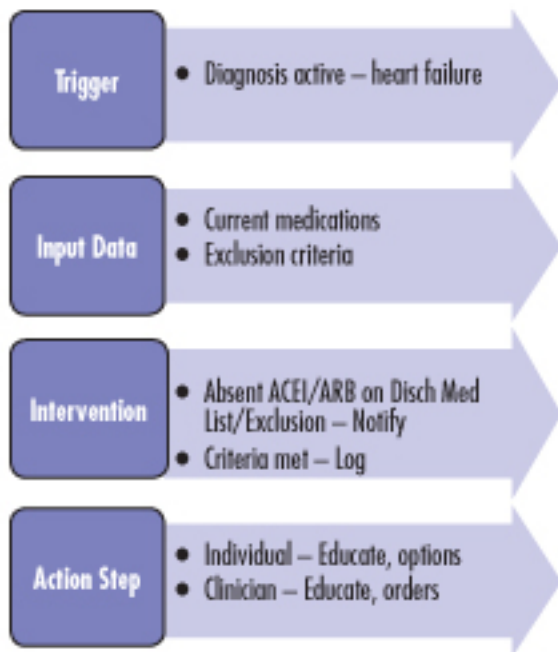 Trigger
• Diagnosis active – heart failure
Input Data
• Current medications
• Exclusion criteria
Intervention
• Absent ACEI/ARB on Disch Med
List/Exclusion – Notify
• Criteria met – Log
Action Step
• Individual – Educate, options
• Clinician – Educate, orders